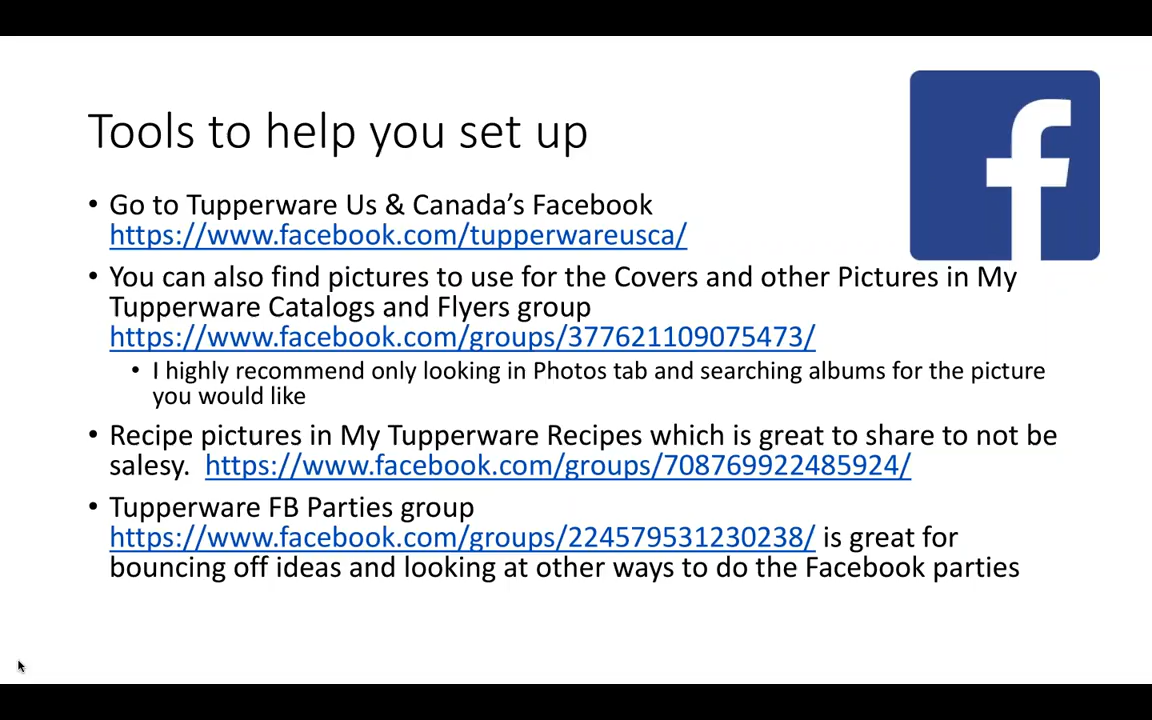 Tools to help you set up
• Go to Tupperware Us & Canada's Facebook
https://www.facebook.com/tupperwareusca/
• You can also find pictures to use for the Covers and other Pictures in My
Tupperware Catalogs and Flyers group
https://www.facebook.com/groups/377621109075473/
• I highly recommend only looking in Photos tab and searching albums for the picture
you would like
• Recipe pictures in My Tupperware Recipes which is great to share to not be
salesy.  https://www.facebook.com/groups/708769922485924/
• Tupperware FB Parties group
https://www.facebook.com/groups/224579531230238/ is great for
bouncing off ideas and looking at other ways to do the Facebook parties